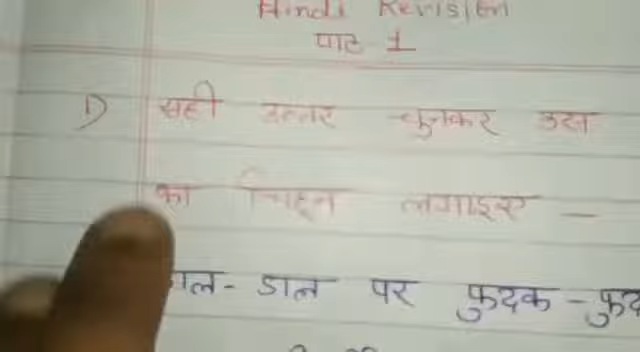 Hindi Revision
पाठ 1
1) सही उत्तर चुनकर उस
का चिह्न लगाइए –
ाल - डाल पर फुदक - फुद